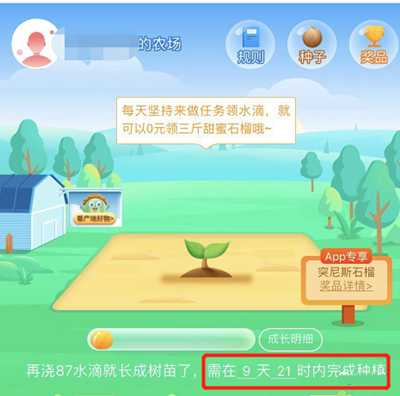 的农场
规则
种子
奖品
每天坚持来做任务领水滴，就
可以0元领三斤甜蜜石榴哦~
看产地好物>
App专享
突尼斯石榴
奖品详情>
成长明细
再浇87水滴就长成树苗了，需在 9 天 21 时内完成种植